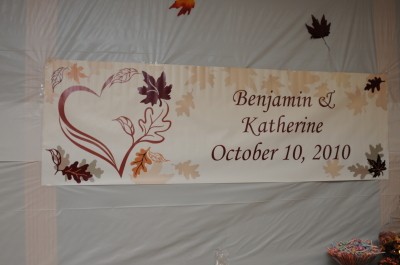 Benjamin &
Katherine
October 10, 2010